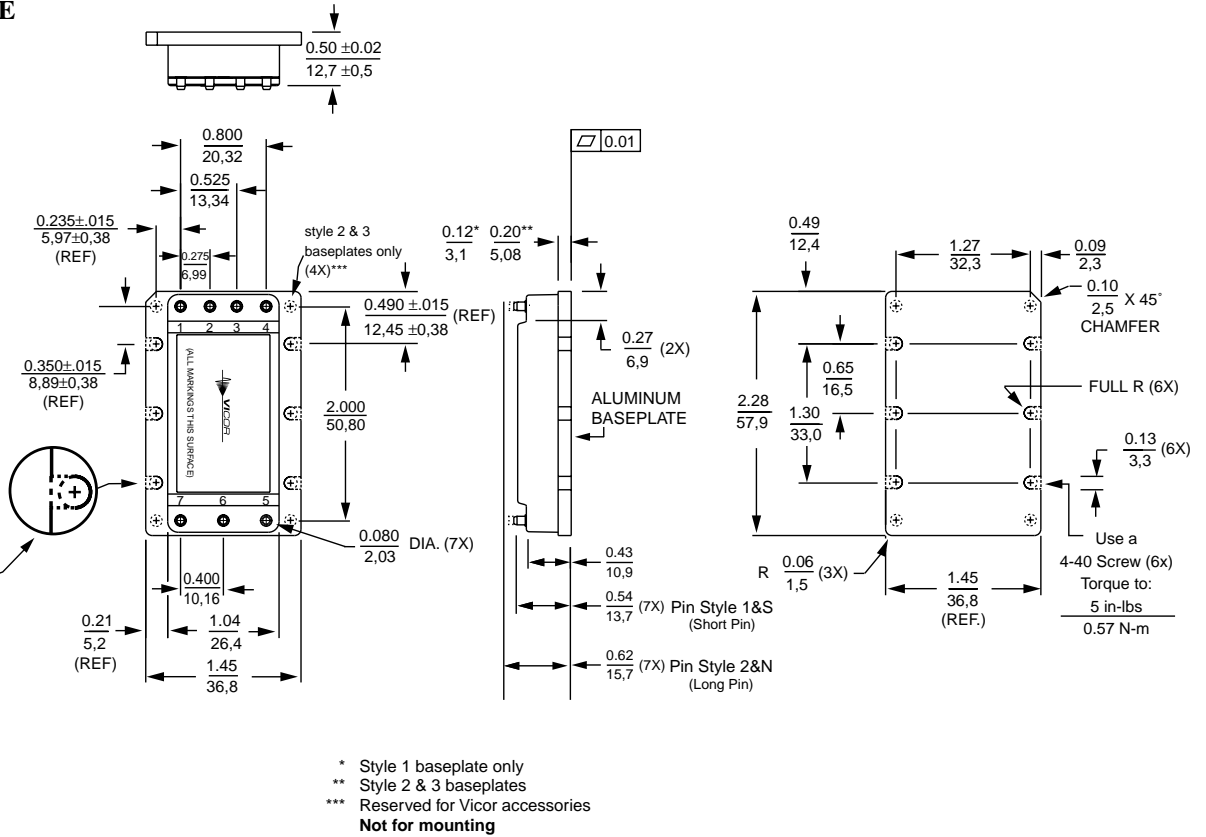 E
0.50 ±0.02
12,7 ±0,5
0.800
20,32
0.525
13,34
0.235±.015
5,97±0,38
(REF)
0.275
6,99
style 2 & 3
baseplates only
(4X)***
0.490 ±.015
12,45 ±0,38
(REF)
0.350±.015
8,89±0,38
(REF)
1 2 3 4
(ALL MARKINGS THIS SURFACE)
VICOR
2.000
50,80
7 6 5
0.080
2,03
DIA. (7X)
0.400
10,16
0.21
5,2
(REF)
1.04
26,4
1.45
36,8
0.01
0.12* 0.20**
3,1 5,08
0.27
6,9
(2X)
ALUMINUM
BASEPLATE
0.43
10,9
0.54
13,7
(7X) Pin Style 1&S
(Short Pin)
0.62
15,7
(7X) Pin Style 2&N
(Long Pin)
0.49
12,4
1.27
32,3
0.09
2,3
0.10
2,5
X 45°
CHAMFER
0.65
16,5
2.28
57,9
1.30
33,0
FULL R (6X)
0.13
3,3
(6X)
R 0.06
1,5
(3X)
1.45
36,8
(REF.)
Use a
4-40 Screw (6x)
Torque to:
5 in-lbs
0.57 N-m
* Style 1 baseplate only
** Style 2 & 3 baseplates
*** Reserved for Vicor accessories
Not for mounting